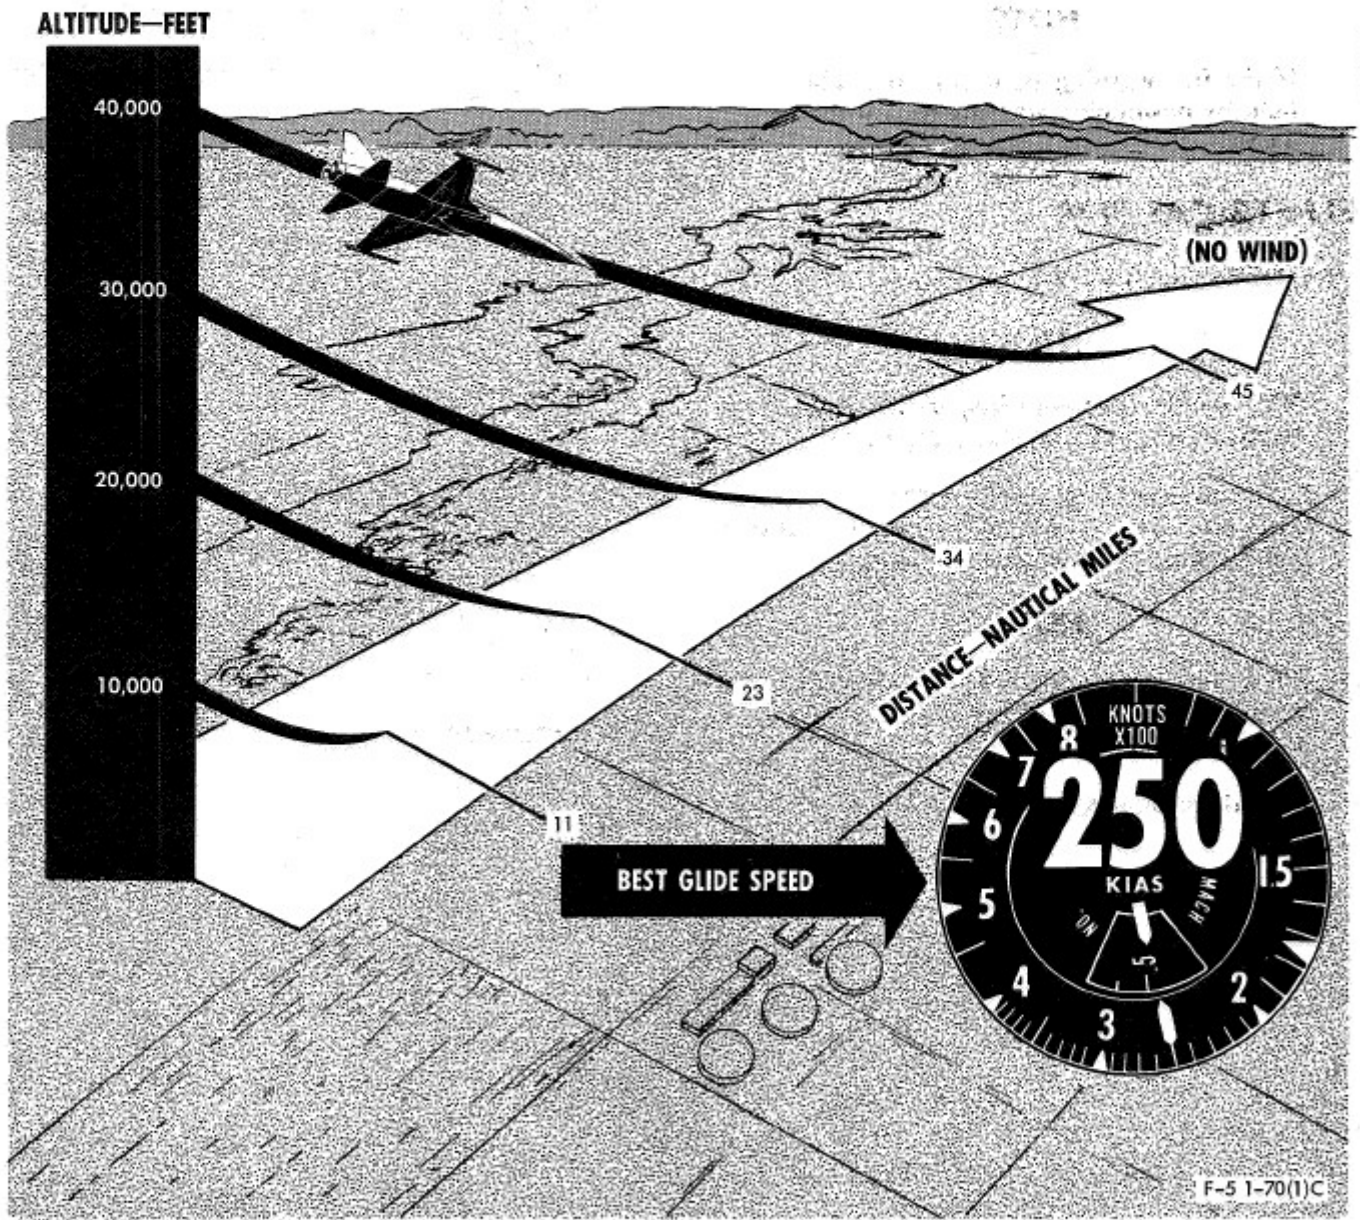 ALTITUDE—FEET
40,000
(NO WIND)
30,000
45
20,000
34
DISTANCE—NAUTICAL MILES
10,000
23
11
BEST GLIDE SPEED
KNOTS
X100
8
7
250
6
KIAS
1.5
MACH
NO.
5
.5
4
2
3
F-5 1-70(1)C